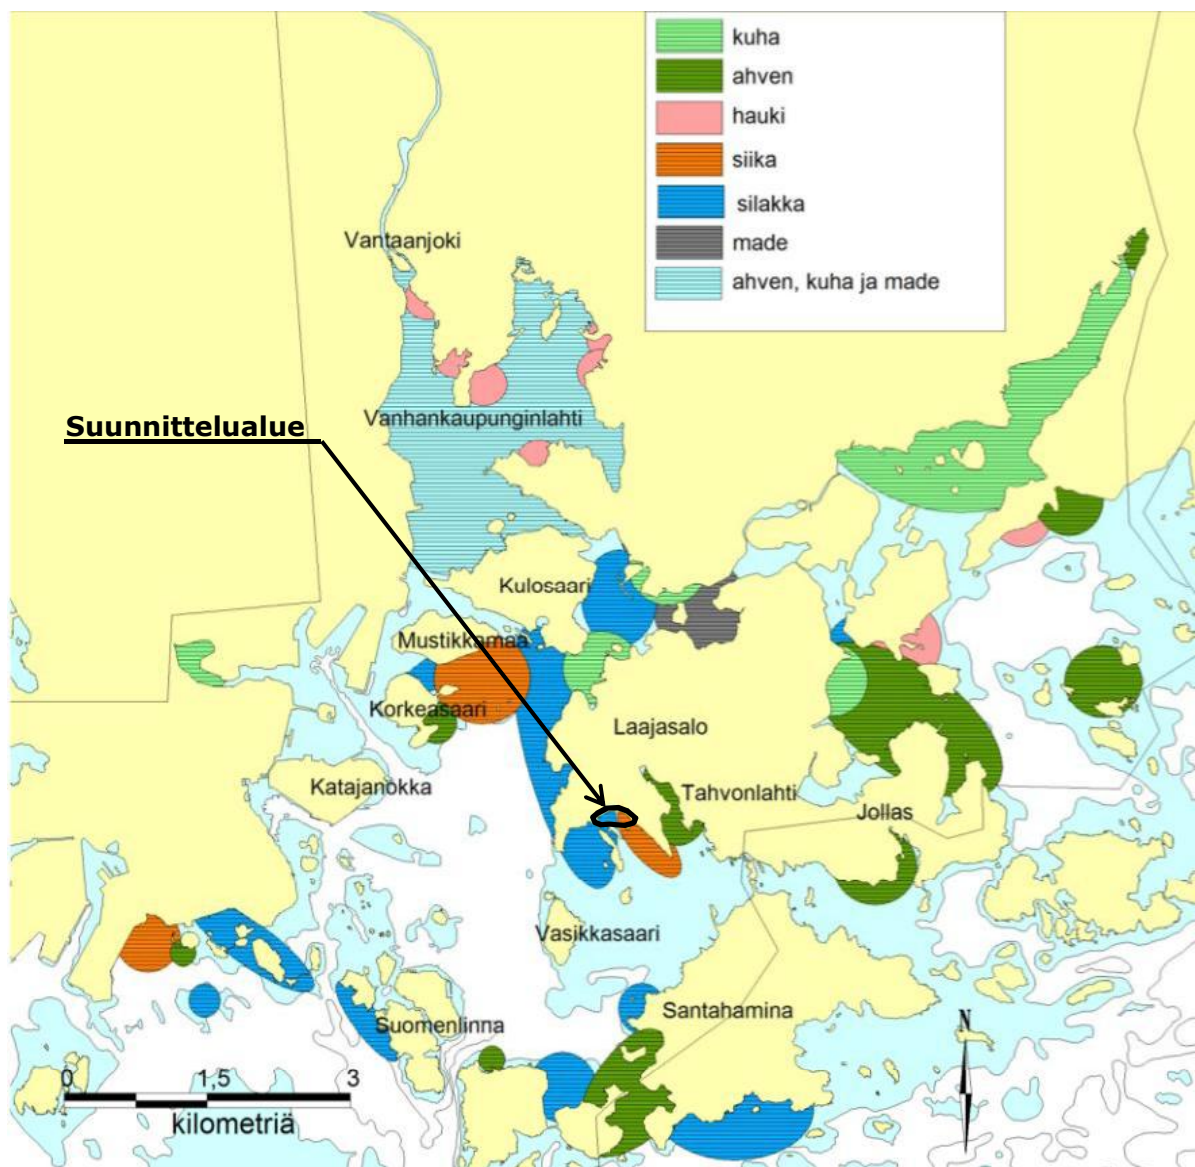 kuha
ahven
hauki
siika
silakka
made
ahven, kuha ja made
Vantaanjoki
Vanhankaupunginlahti
Suunnittelualue
Kulosaari
Mustikkamaa
Korkeasaari
Laajasalo
Katajanokka
Tahvonlahti
Jollas
Vasikkasaari
Santahamina
Suomenlinna
N
0 1,5 3
kilometriä